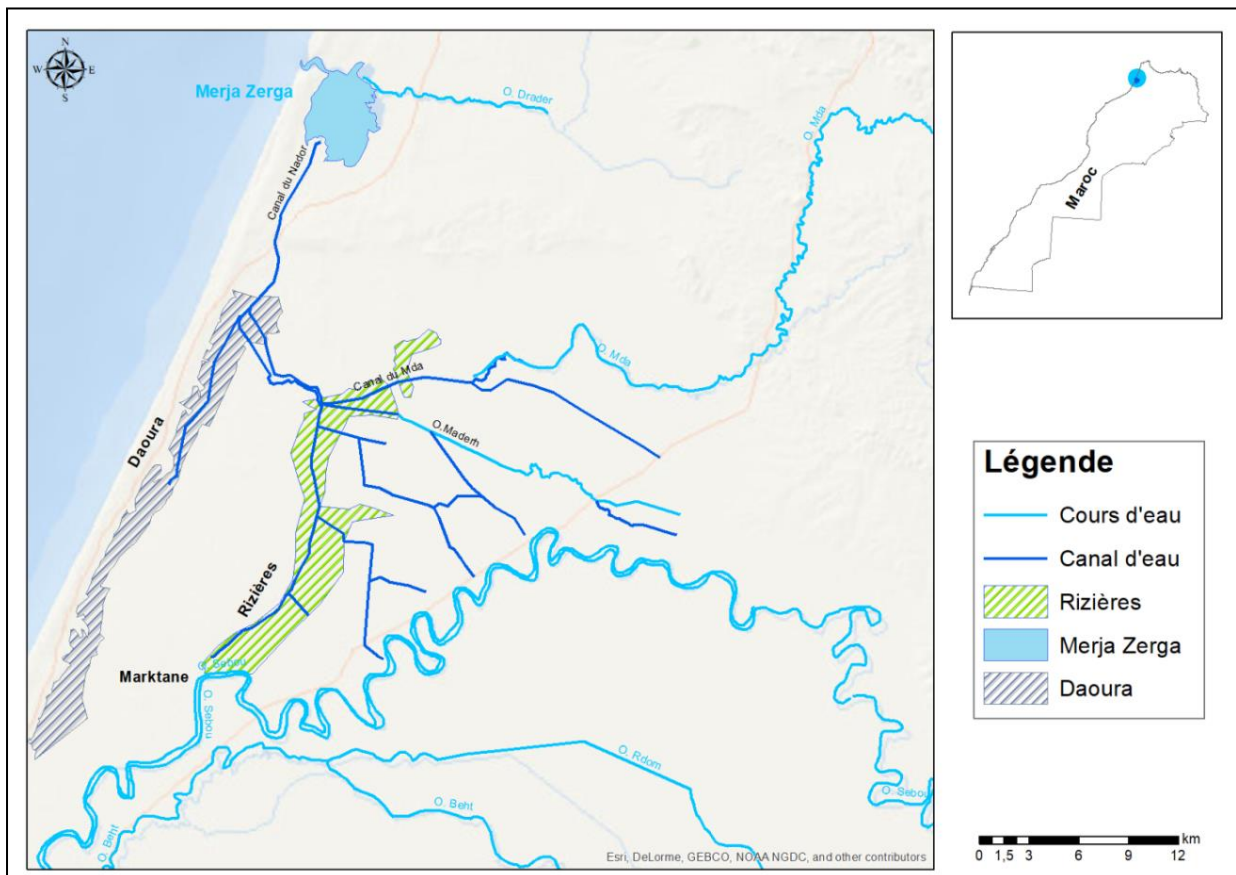 N
W E
S
Merja Zerga
O. Drader
O. Mda
Canal du Nador
O. Mda
Canal du Mda
O.Maderh
Daoura
Rizières
Marktane
O. Sebou
O. Sebou
O. Rdom
O. Beht
O. Beht
O. Sebou
Esri, DeLorme, GEBCO, NOAA NGDC, and other contributors
Maroc
Légende
Cours d'eau
Canal d'eau
Rizières
Merja Zerga
Daoura
km
0 1,5 3 6 9 12